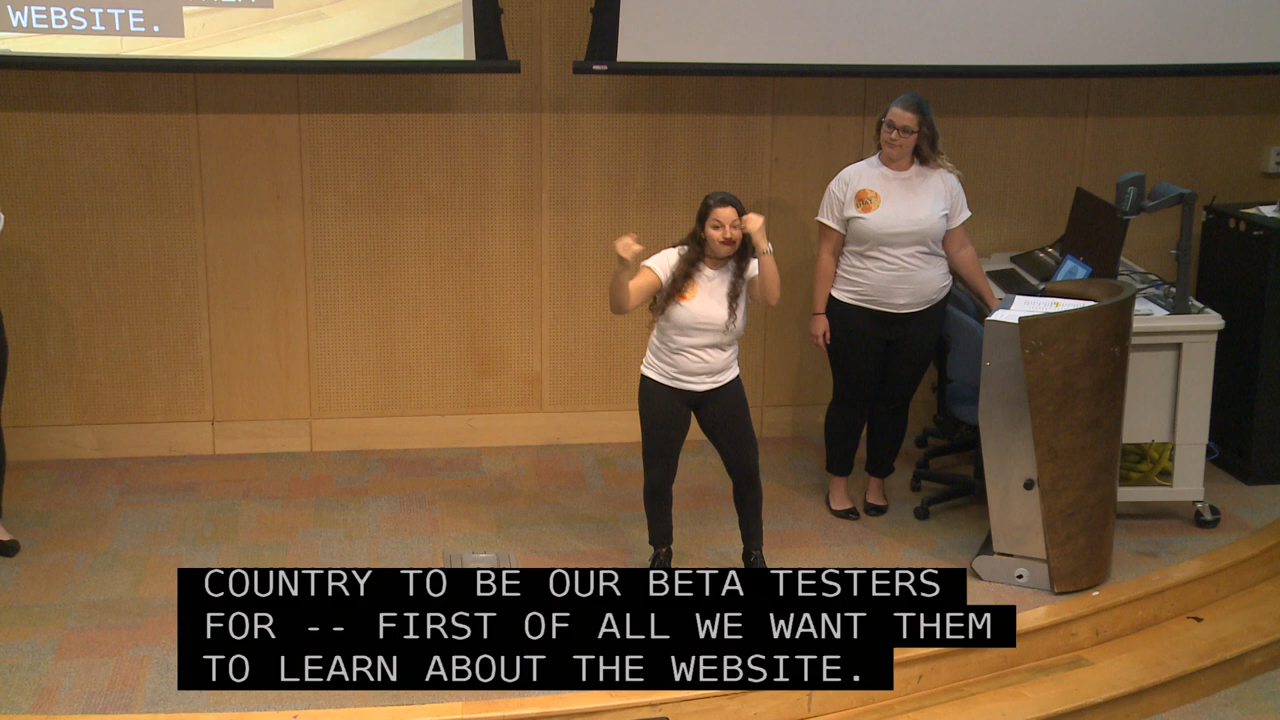 WEBSITE.
COUNTRY TO BE OUR BETA TESTERS
FOR -- FIRST OF ALL WE WANT THEM
TO LEARN ABOUT THE WEBSITE.